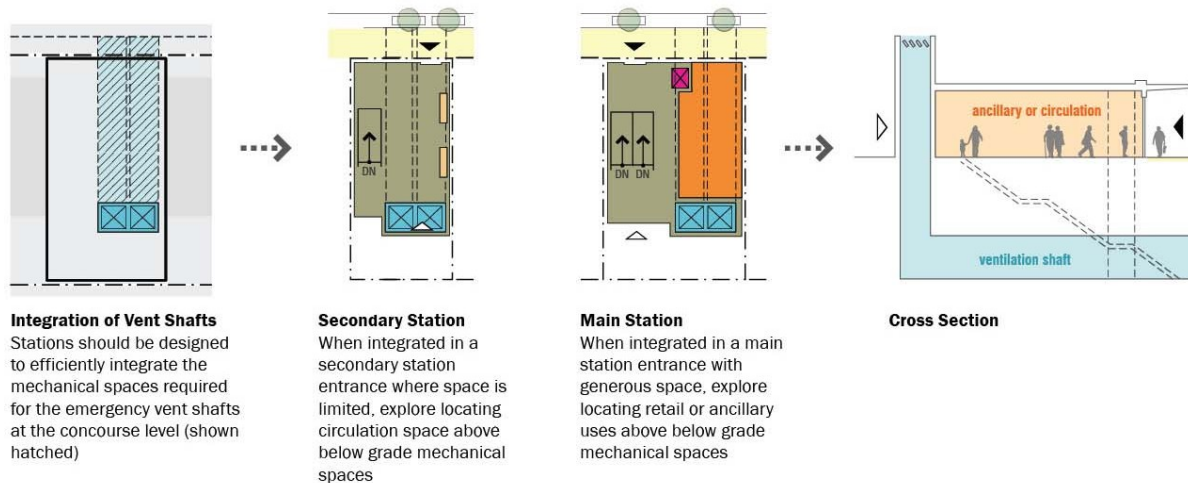 DN
DN DN
ancillary or circulation
ventilation shaft
Integration of Vent Shafts
Stations should be designed
to efficiently integrate the
mechanical spaces required
for the emergency vent shafts
at the concourse level (shown
hatched)
Secondary Station
When integrated in a
secondary station
entrance where space is
limited, explore locating
circulation space above
below grade mechanical
spaces
Main Station
When integrated in a main
station entrance with
generous space, explore
locating retail or ancillary
uses above below grade
mechanical spaces
Cross Section